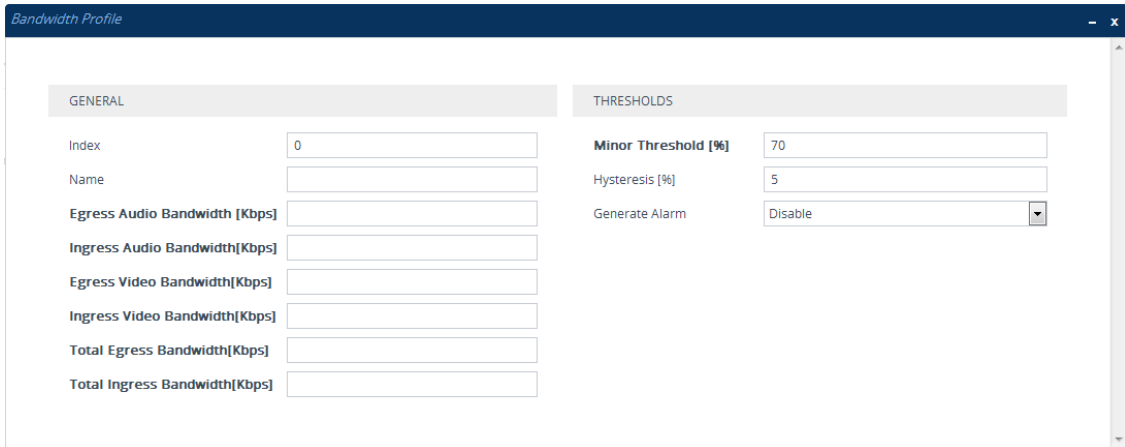 Bandwidth Profile
– x
GENERAL
Index 0
Name
Egress Audio Bandwidth [Kbps]
Ingress Audio Bandwidth[Kbps]
Egress Video Bandwidth[Kbps]
Ingress Video Bandwidth[Kbps]
Total Egress Bandwidth[Kbps]
Total Ingress Bandwidth[Kbps]
THRESHOLDS
Minor Threshold [%] 70
Hysteresis [%] 5
Generate Alarm Disable